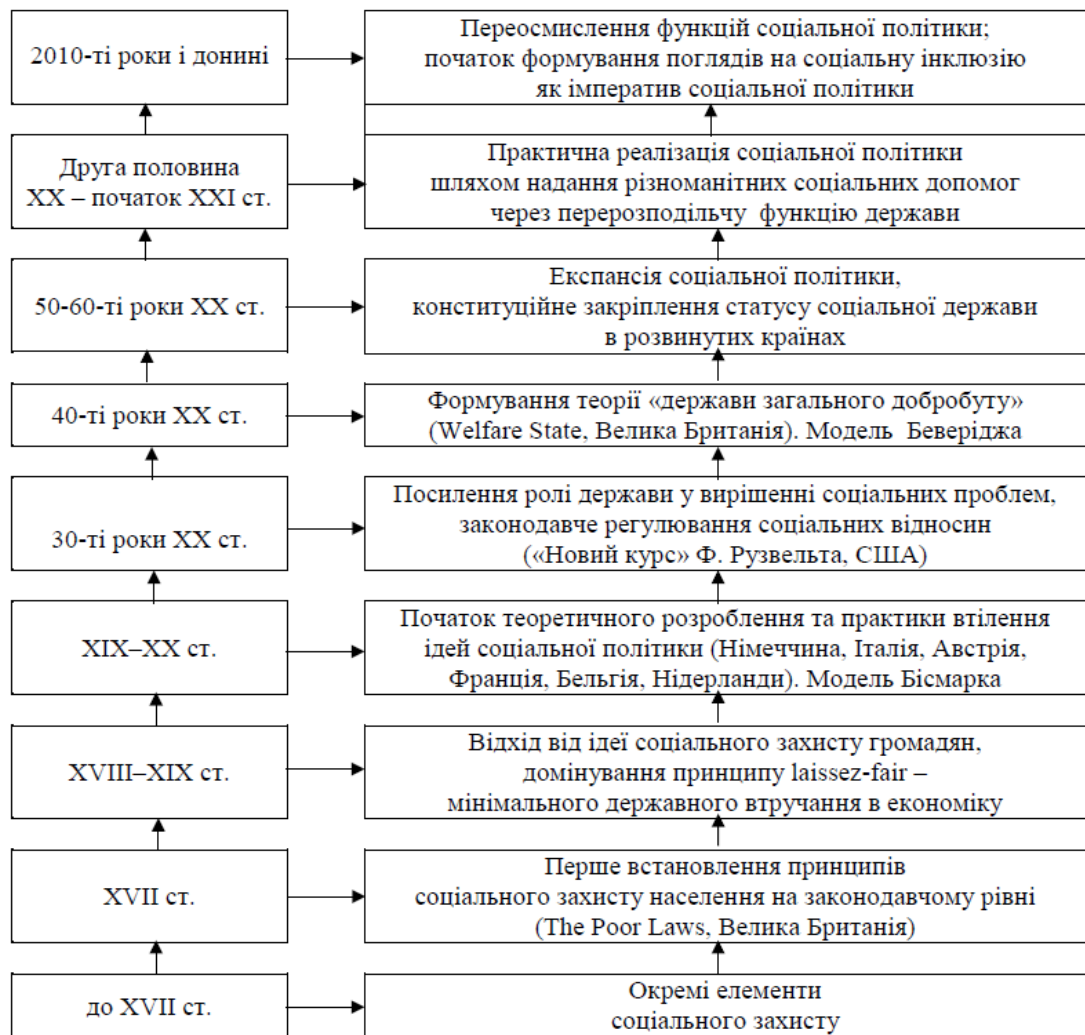 2010-ті роки і донині
Переосмислення функцій соціальної політики;
початок формування поглядів на соціальну інклюзію
як імператив соціальної політики
Друга половина
XX – початок XXI ст.
Практична реалізація соціальної політики
шляхом надання різноманітних соціальних допомог
через перерозподільчу функцію держави
50-60-ті роки XX ст.
Експансія соціальної політики,
конституційне закріплення статусу соціальної держави
в розвинутих країнах
40-ті роки XX ст.
Формування теорії «держави загального добробуту»
(Welfare State, Велика Британія). Модель Беверіджа
30-ті роки XX ст.
Посилення ролі держави у вирішенні соціальних проблем,
законодавче регулювання соціальних відносин
(«Новий курс» Ф. Рузвельта, США)
XIX–XX ст.
Початок теоретичного розроблення та практики втілення
ідей соціальної політики (Німеччина, Італія, Австрія,
Франція, Бельгія, Нідерланди). Модель Бісмарка
XVIII–XIX ст.
Відхід від ідеї соціального захисту громадян,
домінування принципу laissez-fair –
мінімального державного втручання в економіку
XVII ст.
Перше встановлення принципів
соціального захисту населення на законодавчому рівні
(The Poor Laws, Велика Британія)
до XVII ст.
Окремі елементи
соціального захисту